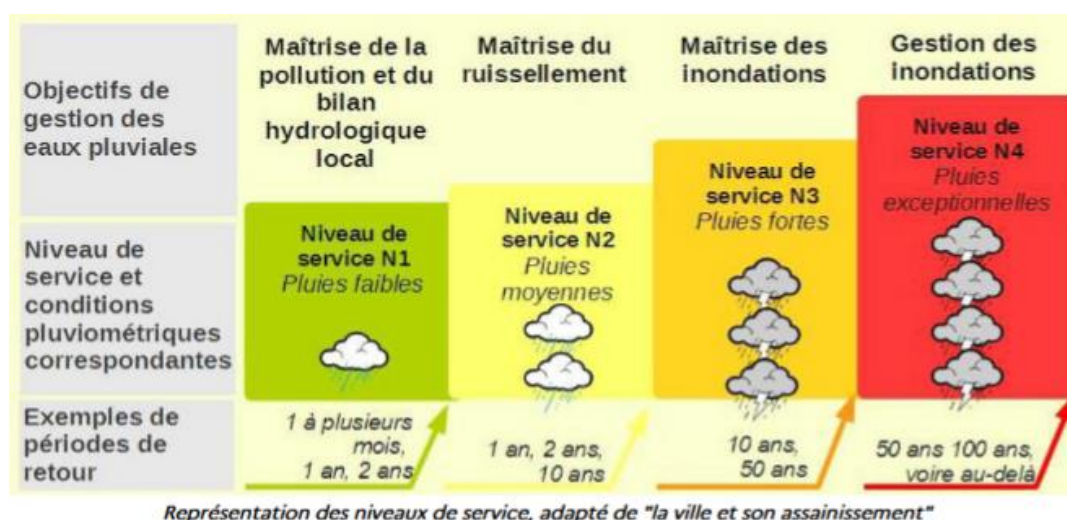 Objectifs de
gestion des
eaux pluviales
Maîtrise de la
pollution et du
bilan
hydrologique
local
Maîtrise du
ruissellement
Maîtrise des
inondations
Gestion des
inondations
Niveau de
service et
conditions
pluviométriques
correspondantes
Niveau de
service N1
Pluies faibles
Niveau de
service N2
Pluies
moyennes
Niveau de
service N3
Pluies fortes
Niveau de
service N4
Pluies
exceptionnelles
Exemples de
périodes de
retour
1 à plusieurs
mois,
1 an, 2 ans
1 an, 2 ans,
10 ans
10 ans,
50 ans
50 ans 100 ans,
voire au-delà
Représentation des niveaux de service, adapté de "la ville et son assainissement"